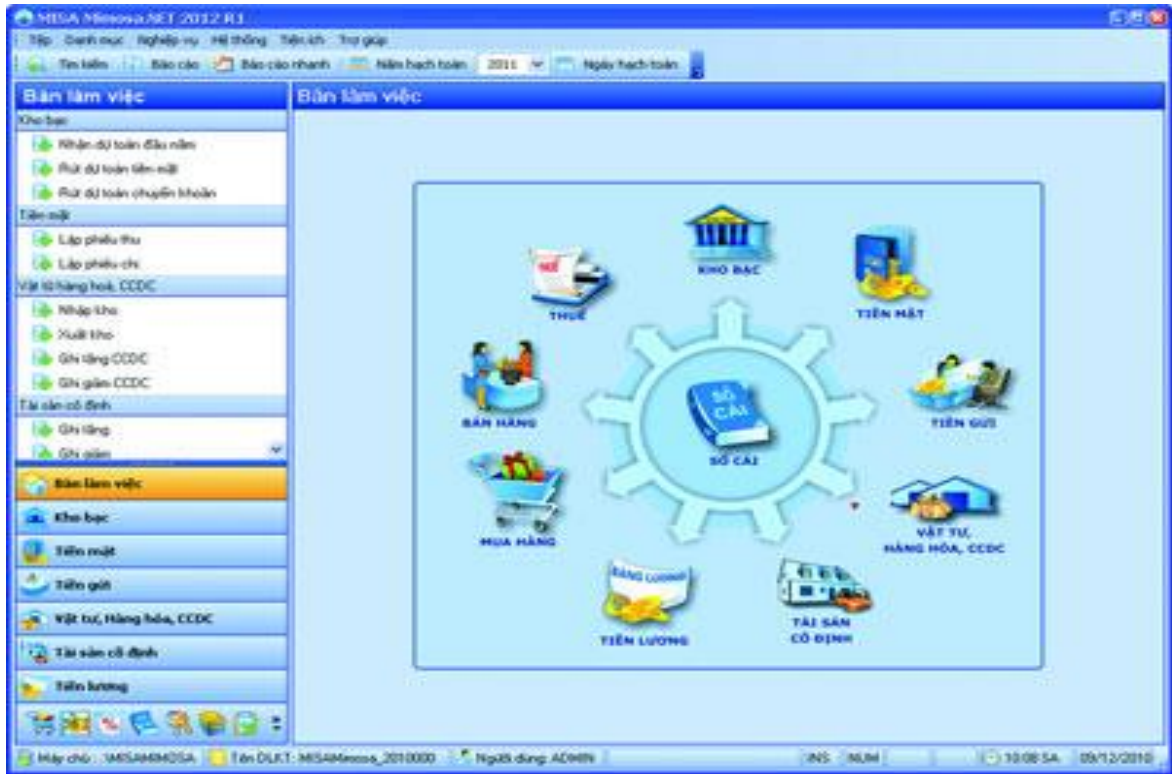 MISA Mimosa.NET 2012 R1
Tệp Danh mục Nghiệp vụ Hệ thống Tiện ích Trợ giúp
Tìm kiếm Báo cáo Báo cáo nhanh Năm hạch toán 2011 Ngày hạch toán
Bàn làm việc
Kho bạc
Nhận dự toán đầu năm
Rút dự toán tiền mặt
Rút dự toán chuyển khoản
Tiền mặt
Lập phiếu thu
Lập phiếu chi
Vật tư hàng hoá, CCDC
Nhập kho
Xuất kho
Ghi tăng CCDC
Ghi giảm CCDC
Tài sản cố định
Ghi tăng
Ghi giảm
Bàn làm việc
Kho bạc
Tiền mặt
Tiền gửi
Vật tư, Hàng hóa, CCDC
Tài sản cố định
Tiền lương
Bàn làm việc
KHO BẠC
THUẾ
TIỀN MẶT
BÁN HÀNG
SỔ CÁI
SỔ CÁI
TIỀN GỬI
MUA HÀNG
VẬT TƯ,
HÀNG HÓA, CCDC
BẢNG LƯƠNG
TIỀN LƯƠNG
TÀI SẢN
CỐ ĐỊNH
Máy chủ: .\MISAMIMOSA Tên DLKT: MISAMimosa_2010000 Người dùng: ADMIN INS NUM 10:08 SA 09/12/2010